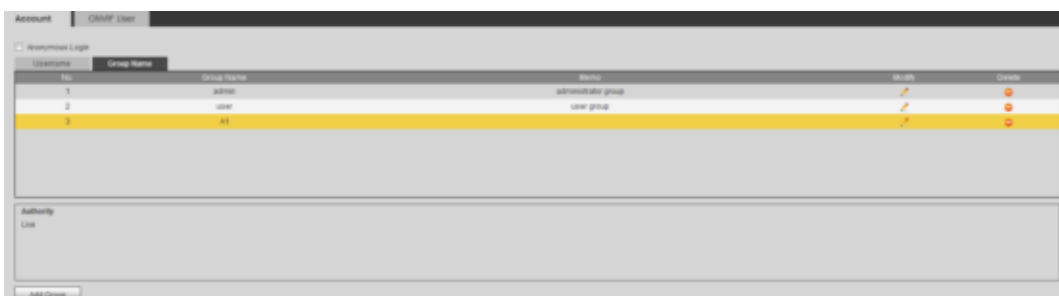 Account ONVIF User
Anonymous Login
Username Group Name
No. Group Name Memo Modify Delete
1 admin administrator group
2 user user group
3 A1
Authority
Live
Add Group